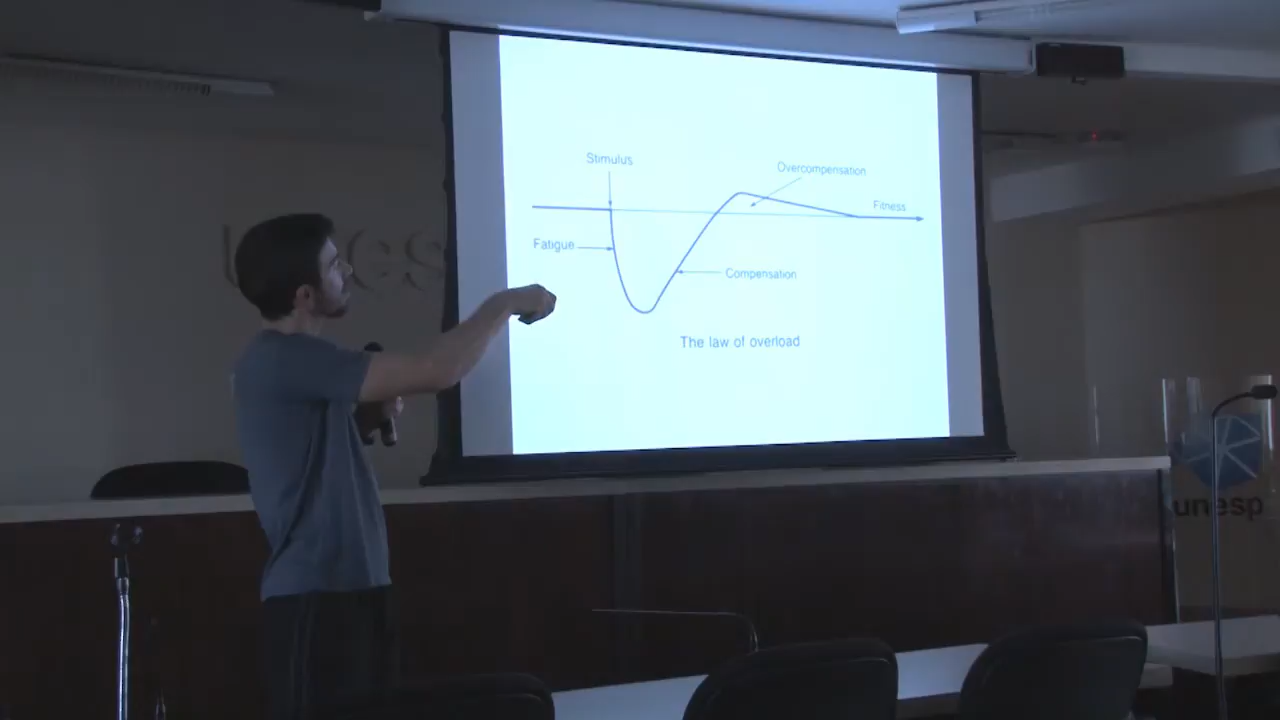 Stimulus
Overcompensation
Fitness
Fatigue
Compensation
The law of overload
unesp